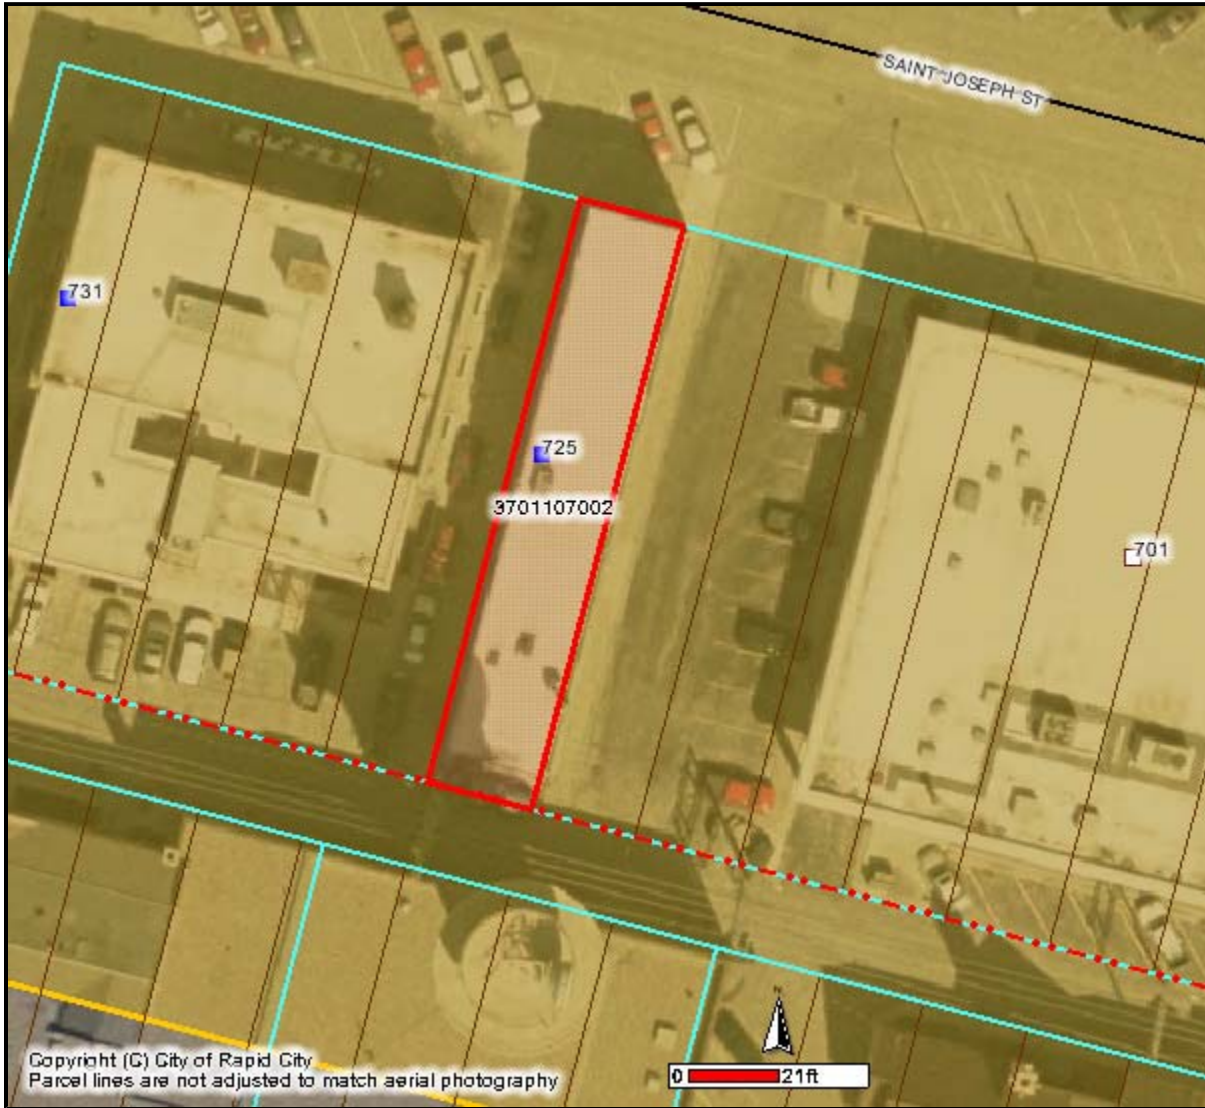 SAINT JOSEPH ST
731
725
3701107002
701
N
Copyright (C) City of Rapid City
Parcel lines are not adjusted to match aerial photography
0 21ft